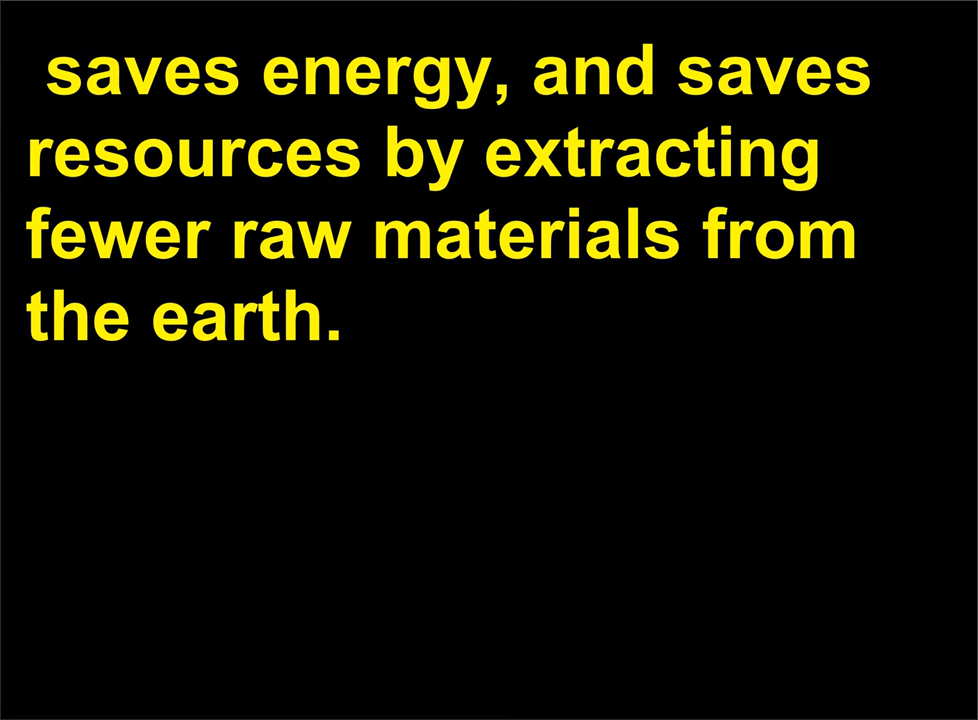 saves energy, and saves
resources by extracting
fewer raw materials from
the earth.